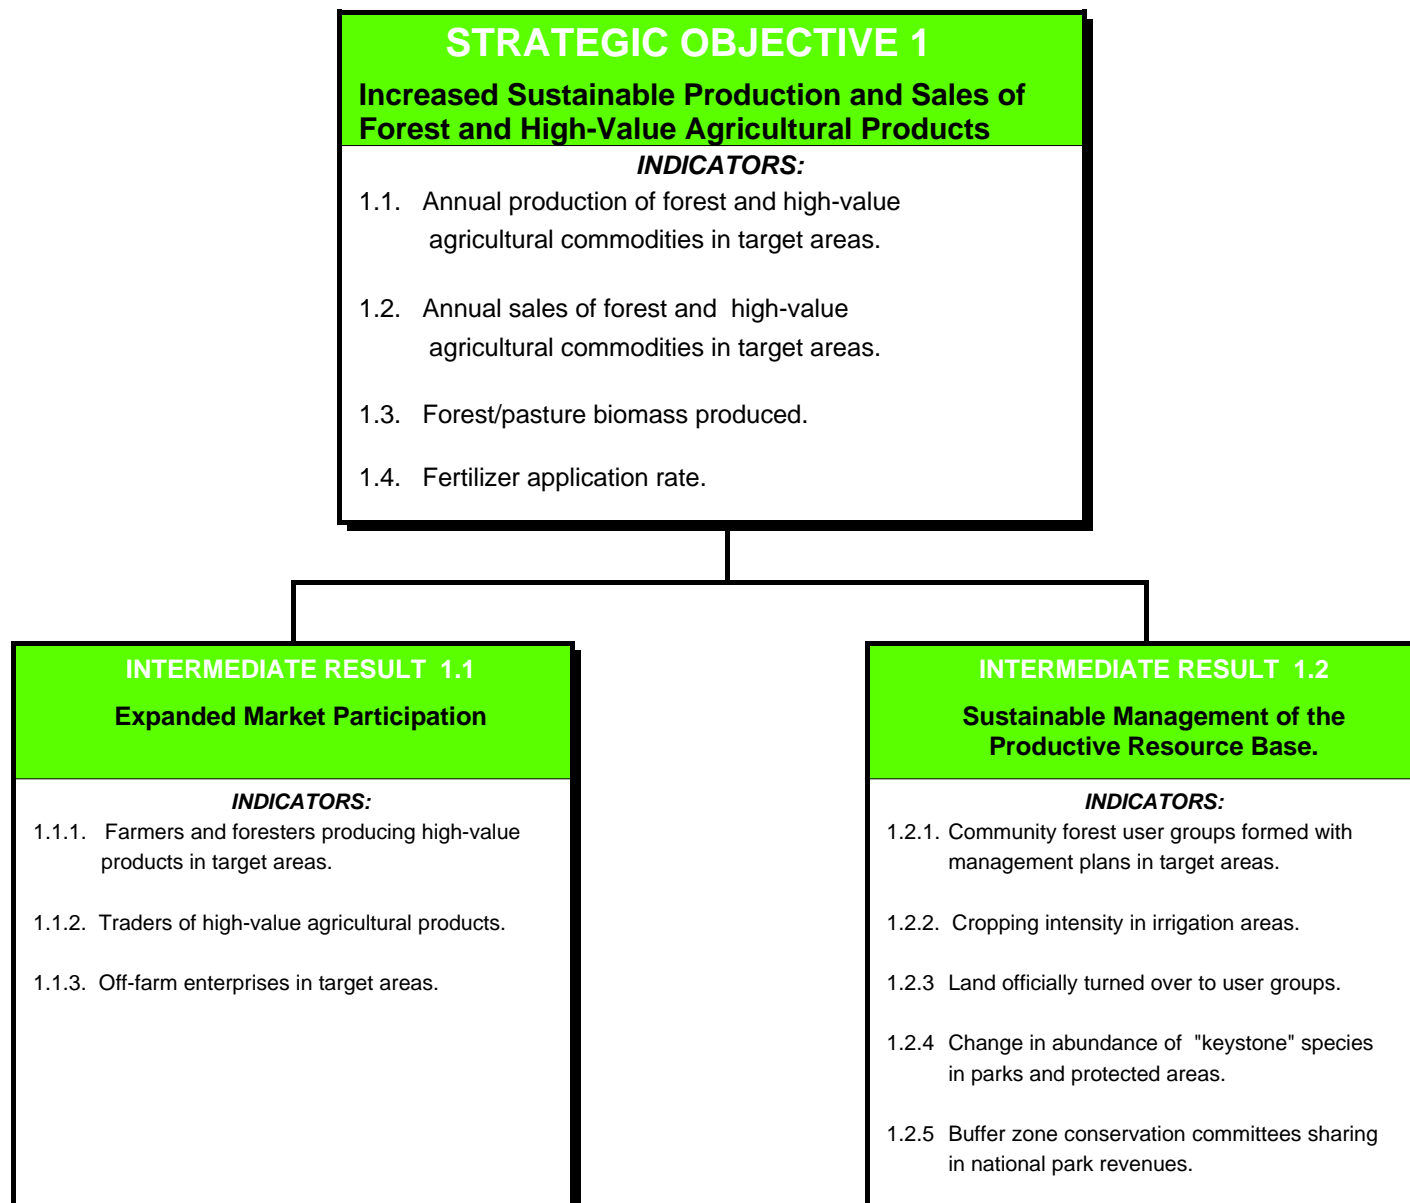 STRATEGIC OBJECTIVE 1
Increased Sustainable Production and Sales of
Forest and High-Value Agricultural Products
INDICATORS:
1.1. Annual production of forest and high-value
agricultural commodities in target areas.
1.2. Annual sales of forest and high-value
agricultural commodities in target areas.
1.3. Forest/pasture biomass produced.
1.4. Fertilizer application rate.
INTERMEDIATE RESULT 1.1
Expanded Market Participation
INDICATORS:
1.1.1. Farmers and foresters producing high-value
products in target areas.
1.1.2. Traders of high-value agricultural products.
1.1.3. Off-farm enterprises in target areas.
INTERMEDIATE RESULT 1.2
Sustainable Management of the
Productive Resource Base.
INDICATORS:
1.2.1. Community forest user groups formed with
management plans in target areas.
1.2.2. Cropping intensity in irrigation areas.
1.2.3 Land officially turned over to user groups.
1.2.4 Change in abundance of "keystone" species
in parks and protected areas.
1.2.5 Buffer zone conservation committees sharing
in national park revenues.